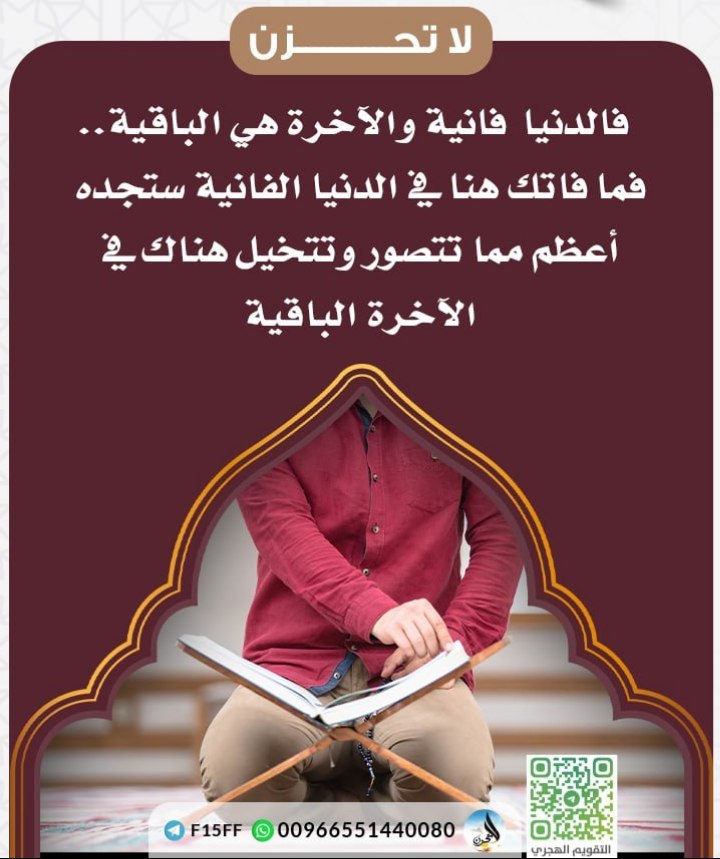 لا تحـــــــزن
فالدنيا فانية والآخرة هي الباقية..
فما فاتك هنا في الدنيا الفانية ستجده
أعظم مما تتصور وتتخيل هناك في
الآخرة الباقية
F15FF 00966551440080
التقويم الهجري